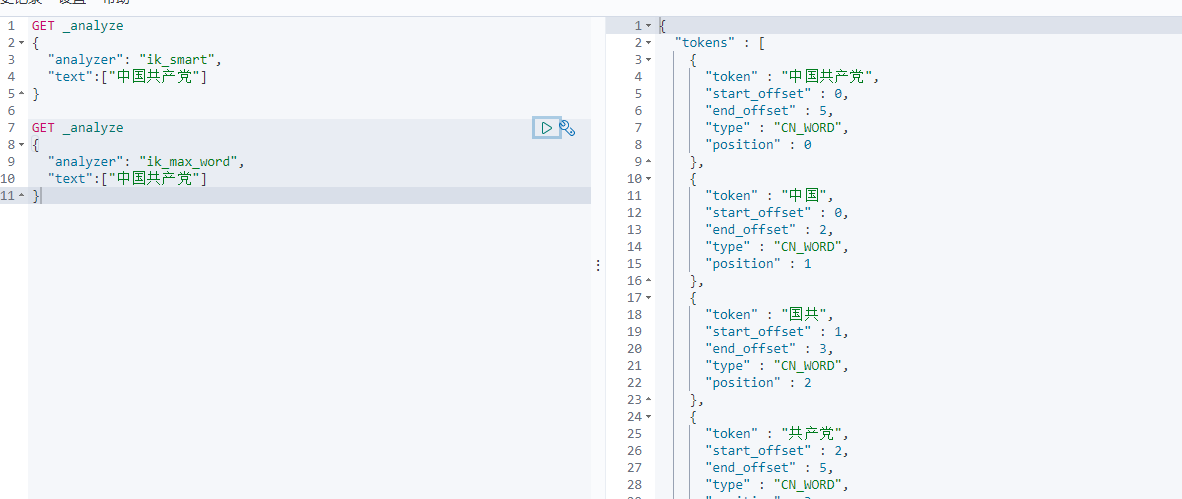 设置 帮助
1 GET _analyze
2 {
3 "analyzer": "ik_smart",
4 "text":["中国共产党"]
5 }
6
7 GET _analyze
8 {
9 "analyzer": "ik_max_word",
10 "text":["中国共产党"]
11 }
1 {
2 "tokens" : [
3 {
4 "token" : "中国共产党",
5 "start_offset" : 0,
6 "end_offset" : 5,
7 "type" : "CN_WORD",
8 "position" : 0
9 },
10 {
11 "token" : "中国",
12 "start_offset" : 0,
13 "end_offset" : 2,
14 "type" : "CN_WORD",
15 "position" : 1
16 },
17 {
18 "token" : "国共",
19 "start_offset" : 1,
20 "end_offset" : 3,
21 "type" : "CN_WORD",
22 "position" : 2
23 },
24 {
25 "token" : "共产党",
26 "start_offset" : 2,
27 "end_offset" : 5,
28 "type" : "CN_WORD",